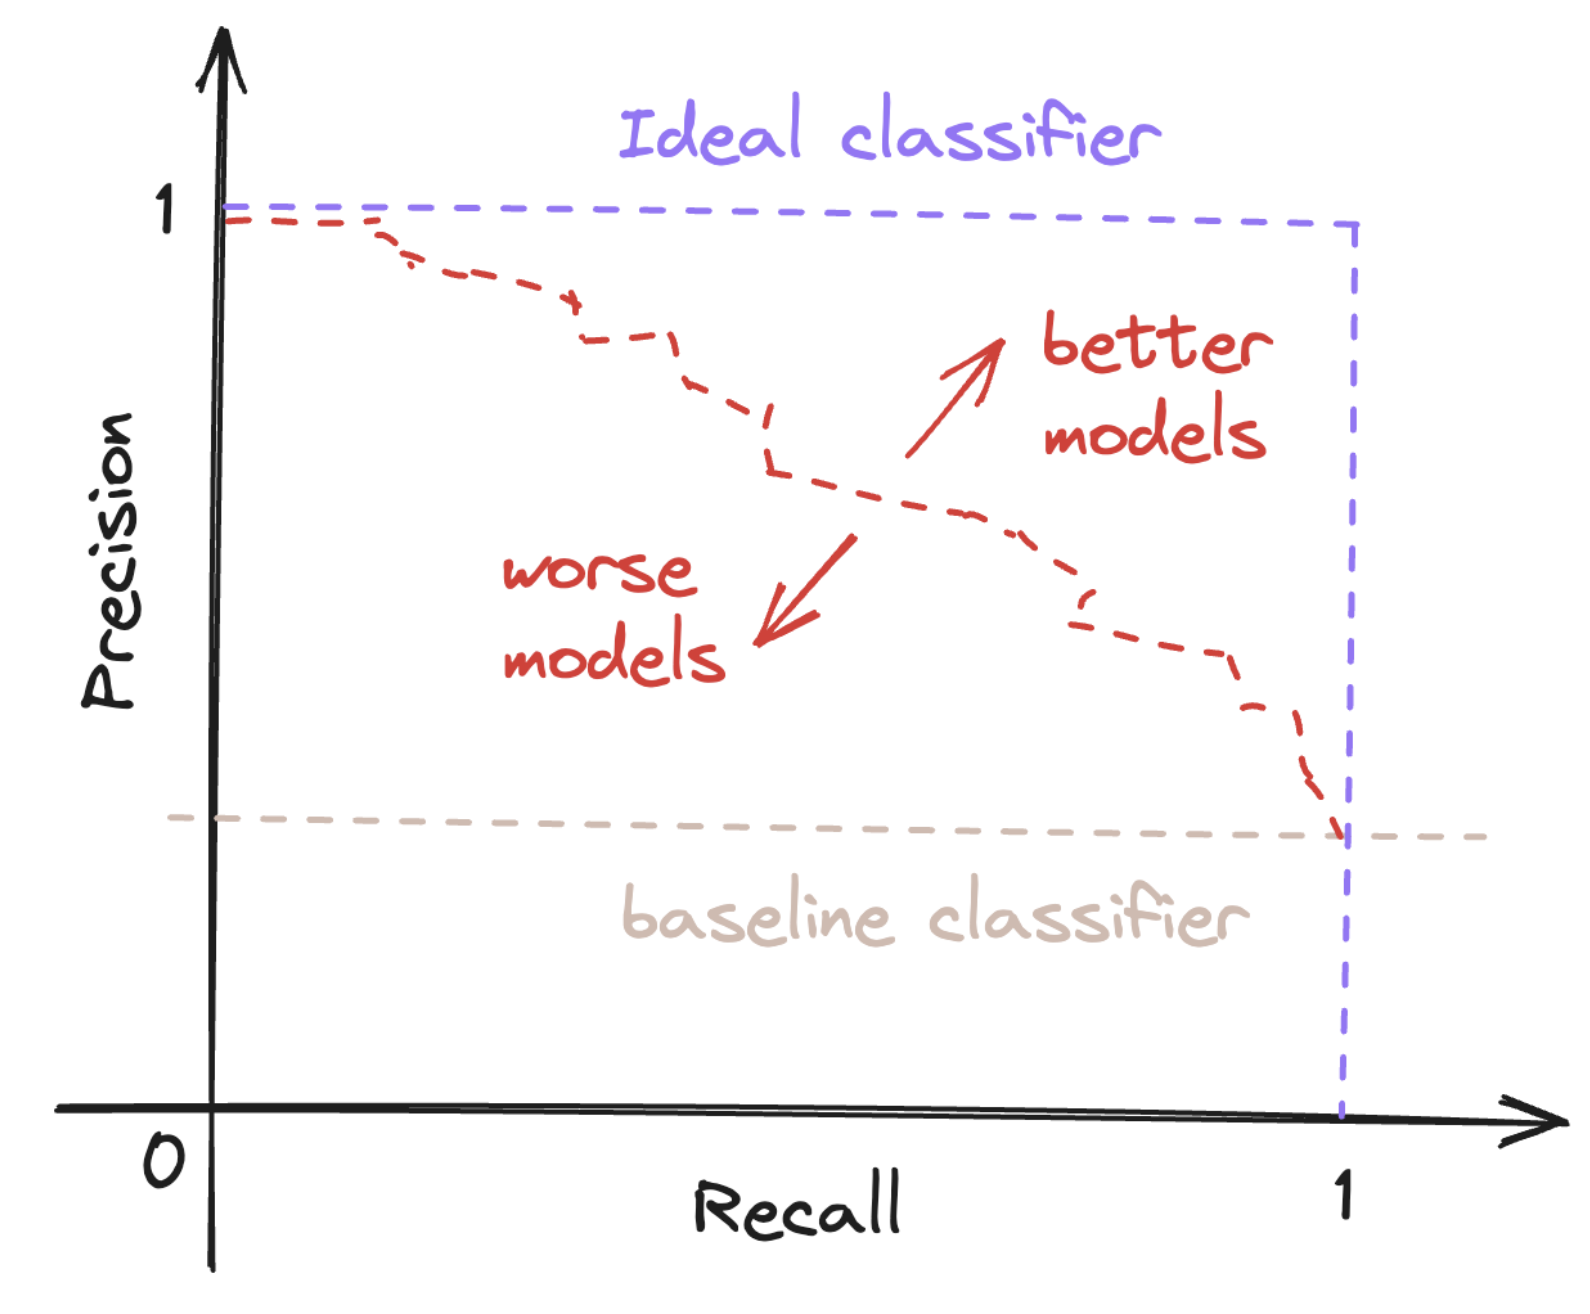 Ideal classifier
1
better
models
Precision
worse
models
baseline classifier
0
Recall
1